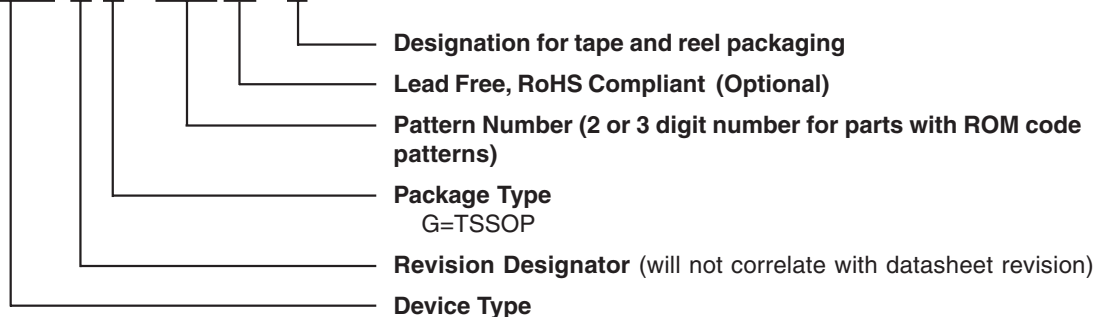 Designation for tape and reel packaging
Lead Free, RoHS Compliant (Optional)
Pattern Number (2 or 3 digit number for parts with ROM code
patterns)
Package Type
G=TSSOP
Revision Designator (will not correlate with datasheet revision)
Device Type